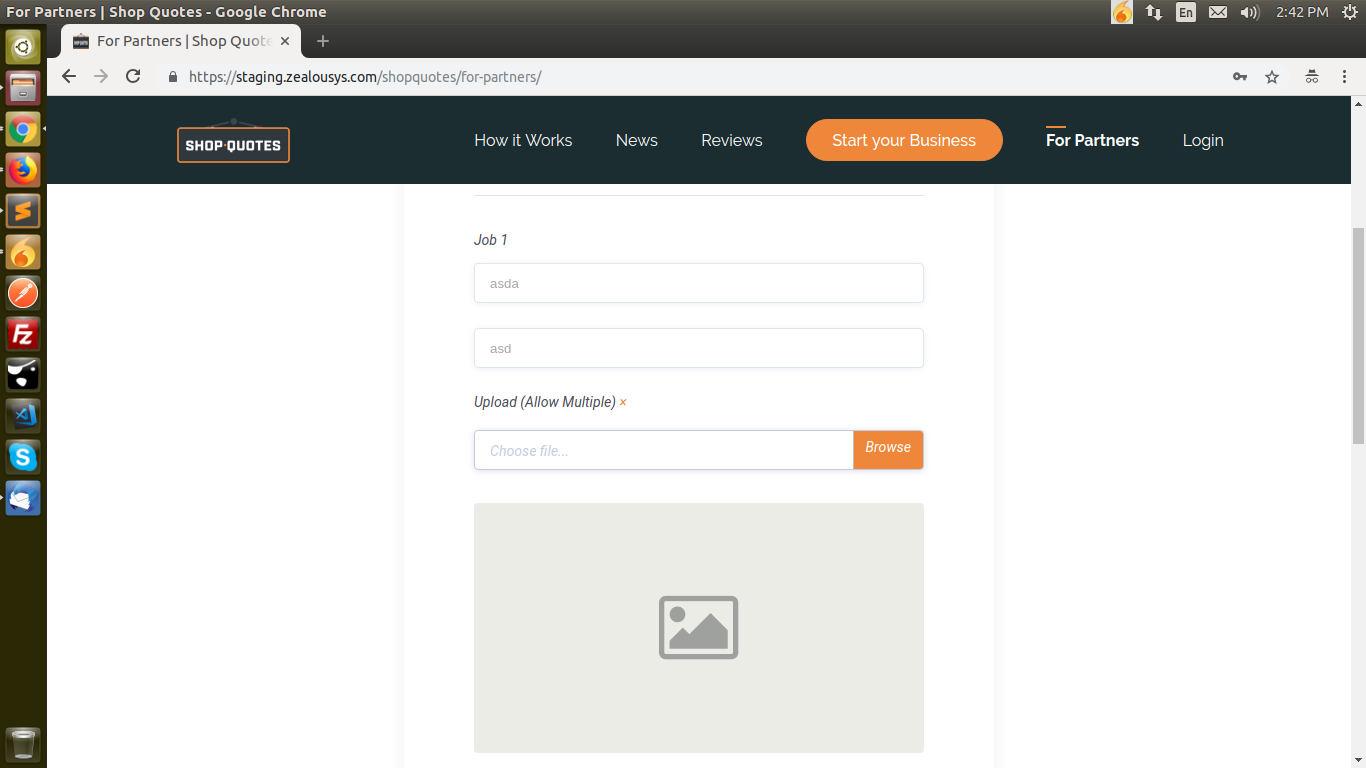 For Partners | Shop Quotes - Google Chrome
En
2:42 PM
For Partners | Shop Quote
https://staging.zealousys.com/shopquotes/for-partners/
SHOP·QUOTES
How it Works
News
Reviews
Start your Business
For Partners
Login
Job 1
asda
asd
Upload (Allow Multiple) ×
Choose file...
Browse
Fz